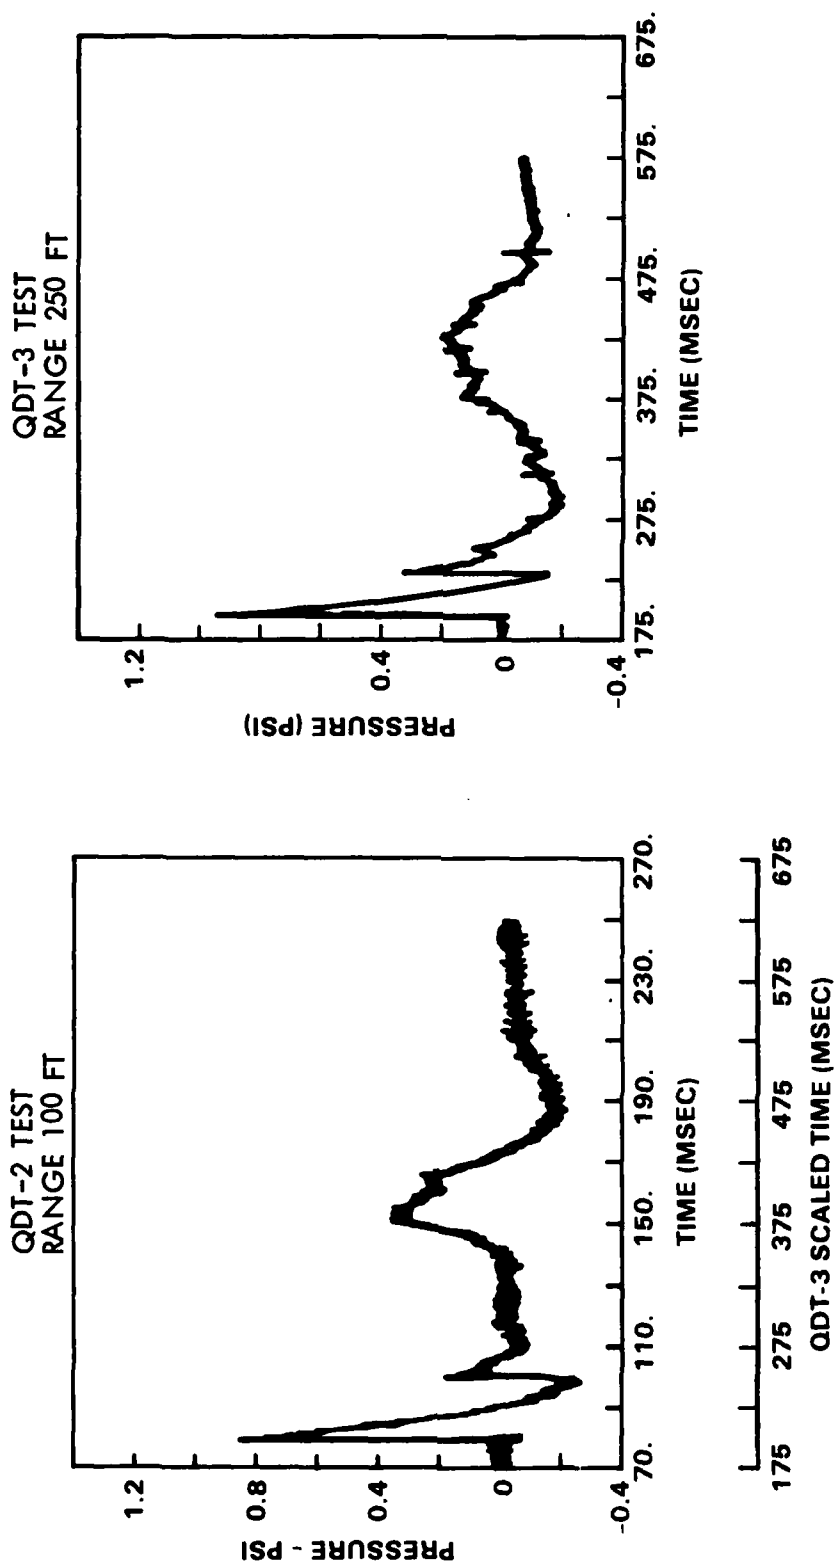 QDT-2 TEST
RANGE 100 FT
PRESSURE - PSI
1.2
0.8
0.4
0
-0.4
70. 110. 150. 190. 230. 270.
TIME (MSEC)
175 275 375 475 575 675
QDT-3 SCALED TIME (MSEC)
QDT-3 TEST
RANGE 250 FT
PRESSURE (PSI)
1.2
0.4
0
-0.4
175. 275. 375. 475. 575. 675.
TIME (MSEC)